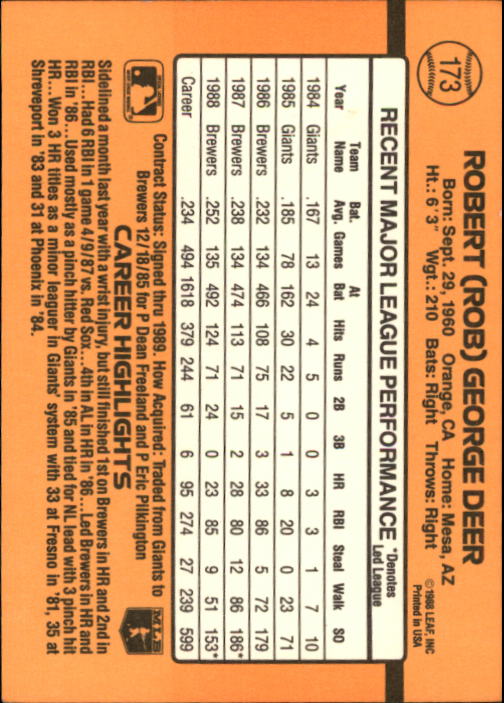 173
ROBERT (ROB) GEORGE DEER
Born: Sept. 29, 1960 Orange, CA Home: Mesa, AZ
Ht.: 6'3" Wgt.: 210 Bats: Right Throws: Right
©1988 LEAF, INC
Printed in USA
RECENT MAJOR LEAGUE PERFORMANCE *Denotes Led League
Year Team Name Bat. Avg. Games At Bat Hits Runs 2B 3B HR RBI Steal Walk SO
1984 Giants .167 13 24 4 5 0 0 3 3 1 7 10
1985 Giants .185 78 162 30 22 5 1 8 20 0 23 71
1986 Brewers .232 134 466 108 75 17 3 33 86 5 72 179
1987 Brewers .238 134 474 113 71 15 2 28 80 12 86 186*
1988 Brewers .252 135 492 124 71 24 0 23 85 9 51 153*
Career .234 494 1618 379 244 61 6 95 274 27 239 599
Contract Status: Signed thru 1989. How Acquired: Traded from Giants to
Brewers 12/18/85 for P Dean Freeland and P Eric Pilkington
CAREER HIGHLIGHTS
MLB
Sidelined a month last year with a wrist injury, but still finished 1st on Brewers in HR and 2nd in
RBI...Had 6 RBI in 1 game 4/9/87 vs. Red Sox...4th in AL in HR in '86...Led Brewers in HR and
RBI in '86...Used mostly as a pinch hitter by Giants in '85 and tied for NL lead with 3 pinch hit
HR...Won 3 HR titles as a minor leaguer in Giants' system with 33 at Fresno in '81, 35 at
Shreveport in '83 and 31 at Phoenix in '84.